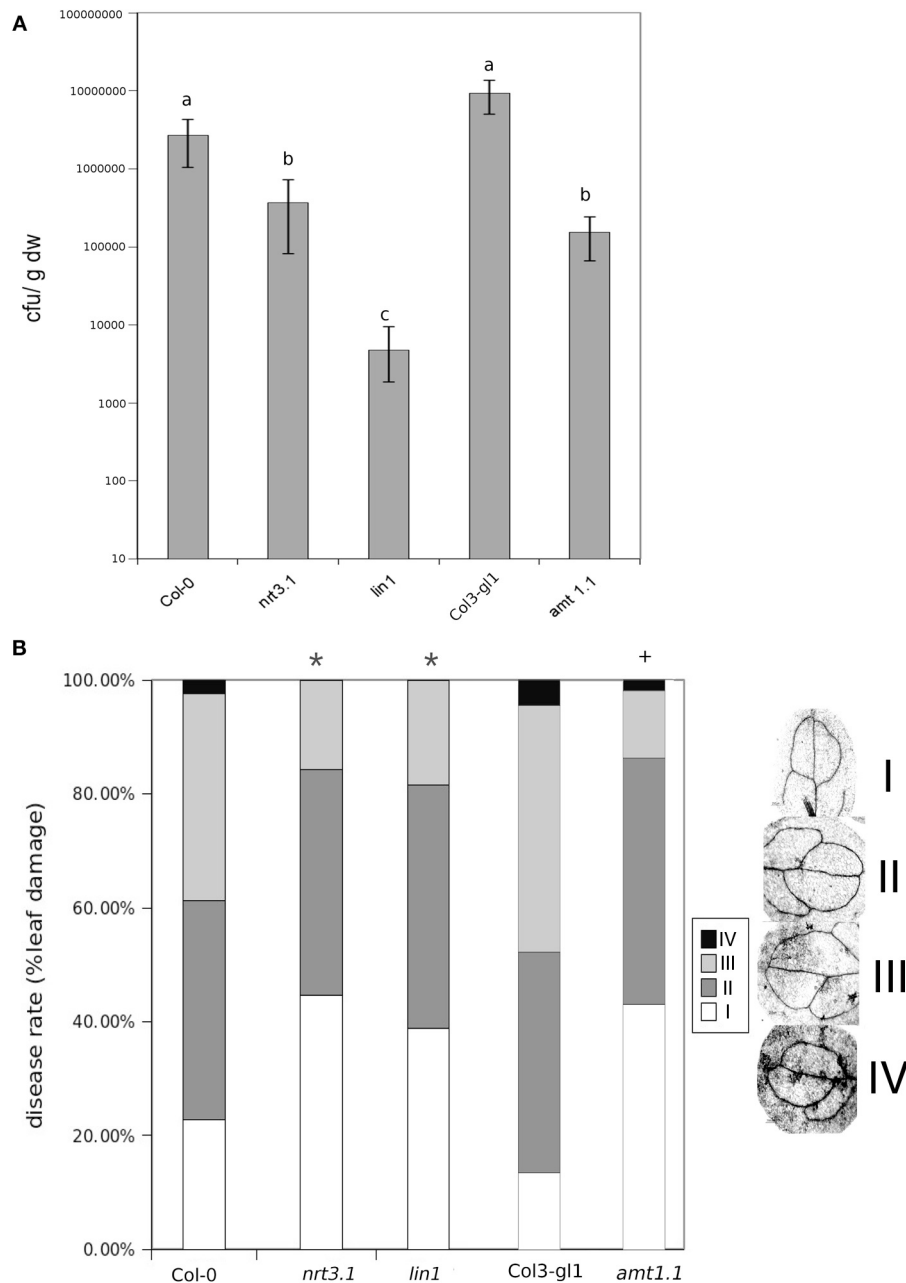 A
100000000
10000000
1000000
100000
10000
1000
100
10
cfu/ g dw
a
b
c
a
b
Col-0
nrt3.1
lin1
Col3-gl1
amt 1.1
B
* * +
100.00%
80.00%
60.00%
40.00%
20.00%
0.00%
disease rate (%leaf damage)
Col-0
nrt3.1
lin1
Col3-gl1
amt1.1
IV
III
II
I
I
II
III
IV